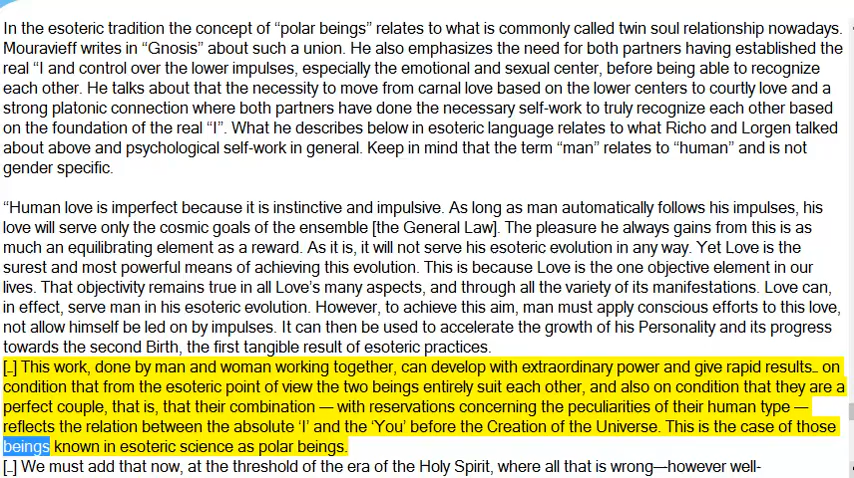 In the esoteric tradition the concept of “polar beings” relates to what is commonly called twin soul relationship nowadays.
Mouravieff writes in “Gnosis” about such a union. He also emphasizes the need for both partners having established the
real “I and control over the lower impulses, especially the emotional and sexual center, before being able to recognize
each other. He talks about that the necessity to move from carnal love based on the lower centers to courtly love and a
strong platonic connection where both partners have done the necessary self-work to truly recognize each other based
on the foundation of the real “I”. What he describes below in esoteric language relates to what Richo and Lorgen talked
about above and psychological self-work in general. Keep in mind that the term “man” relates to “human” and is not
gender specific.
“Human love is imperfect because it is instinctive and impulsive. As long as man automatically follows his impulses, his
love will serve only the cosmic goals of the ensemble [the General Law]. The pleasure he always gains from this is as
much an equilibrating element as a reward. As it is, it will not serve his esoteric evolution in any way. Yet Love is the
surest and most powerful means of achieving this evolution. This is because Love is the one objective element in our
lives. That objectivity remains true in all Love’s many aspects, and through all the variety of its manifestations. Love can,
in effect, serve man in his esoteric evolution. However, to achieve this aim, man must apply conscious efforts to this love,
not allow himself be led on by impulses. It can then be used to accelerate the growth of his Personality and its progress
towards the second Birth, the first tangible result of esoteric practices.
[…] This work, done by man and woman working together, can develop with extraordinary power and give rapid results… on
condition that from the esoteric point of view the two beings entirely suit each other, and also on condition that they are a
perfect couple, that is, that their combination — with reservations concerning the peculiarities of their human type —
reflects the relation between the absolute ‘I’ and the ‘You’ before the Creation of the Universe. This is the case of those
beings known in esoteric science as polar beings.
[…] We must add that now, at the threshold of the era of the Holy Spirit, where all that is wrong—however well-